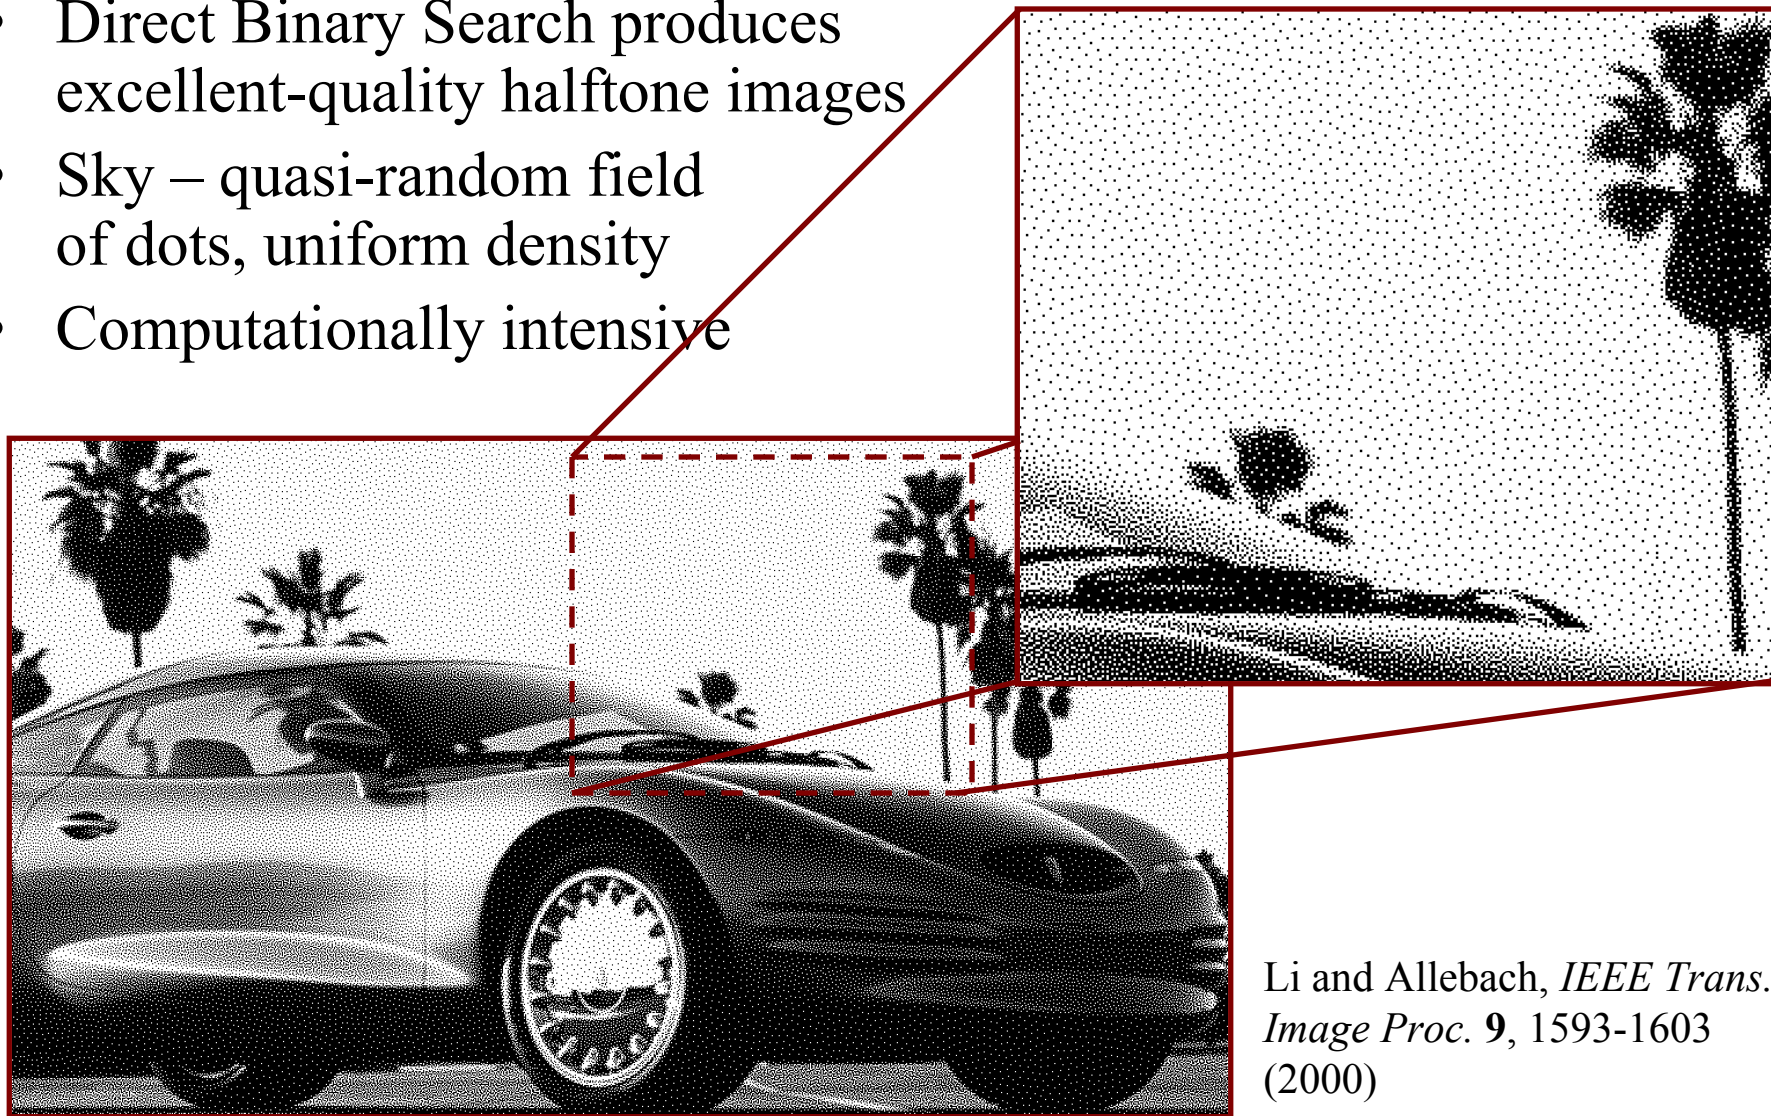 • Direct Binary Search produces
excellent-quality halftone images
• Sky – quasi-random field
of dots, uniform density
• Computationally intensive
Li and Allebach, IEEE Trans.
Image Proc. 9, 1593-1603
(2000)